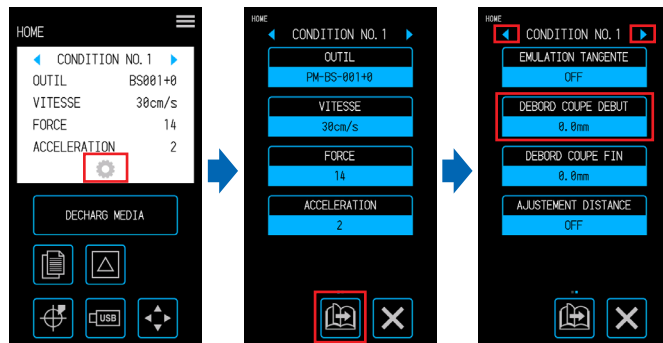 HOME
CONDITION NO. 1
OUTIL BS001+0
VITESSE 30cm/s
FORCE 14
ACCELERATION 2
DECHARG MEDIA
USB
HOME
CONDITION NO. 1
OUTIL
PM-BS-001+0
VITESSE
30cm/s
FORCE
14
ACCELERATION
2
HOME
CONDITION NO. 1
EMULATION TANGENTE
OFF
DEBORD COUPE DEBUT
0.0mm
DEBORD COUPE FIN
0.0mm
AJUSTEMENT DISTANCE
OFF